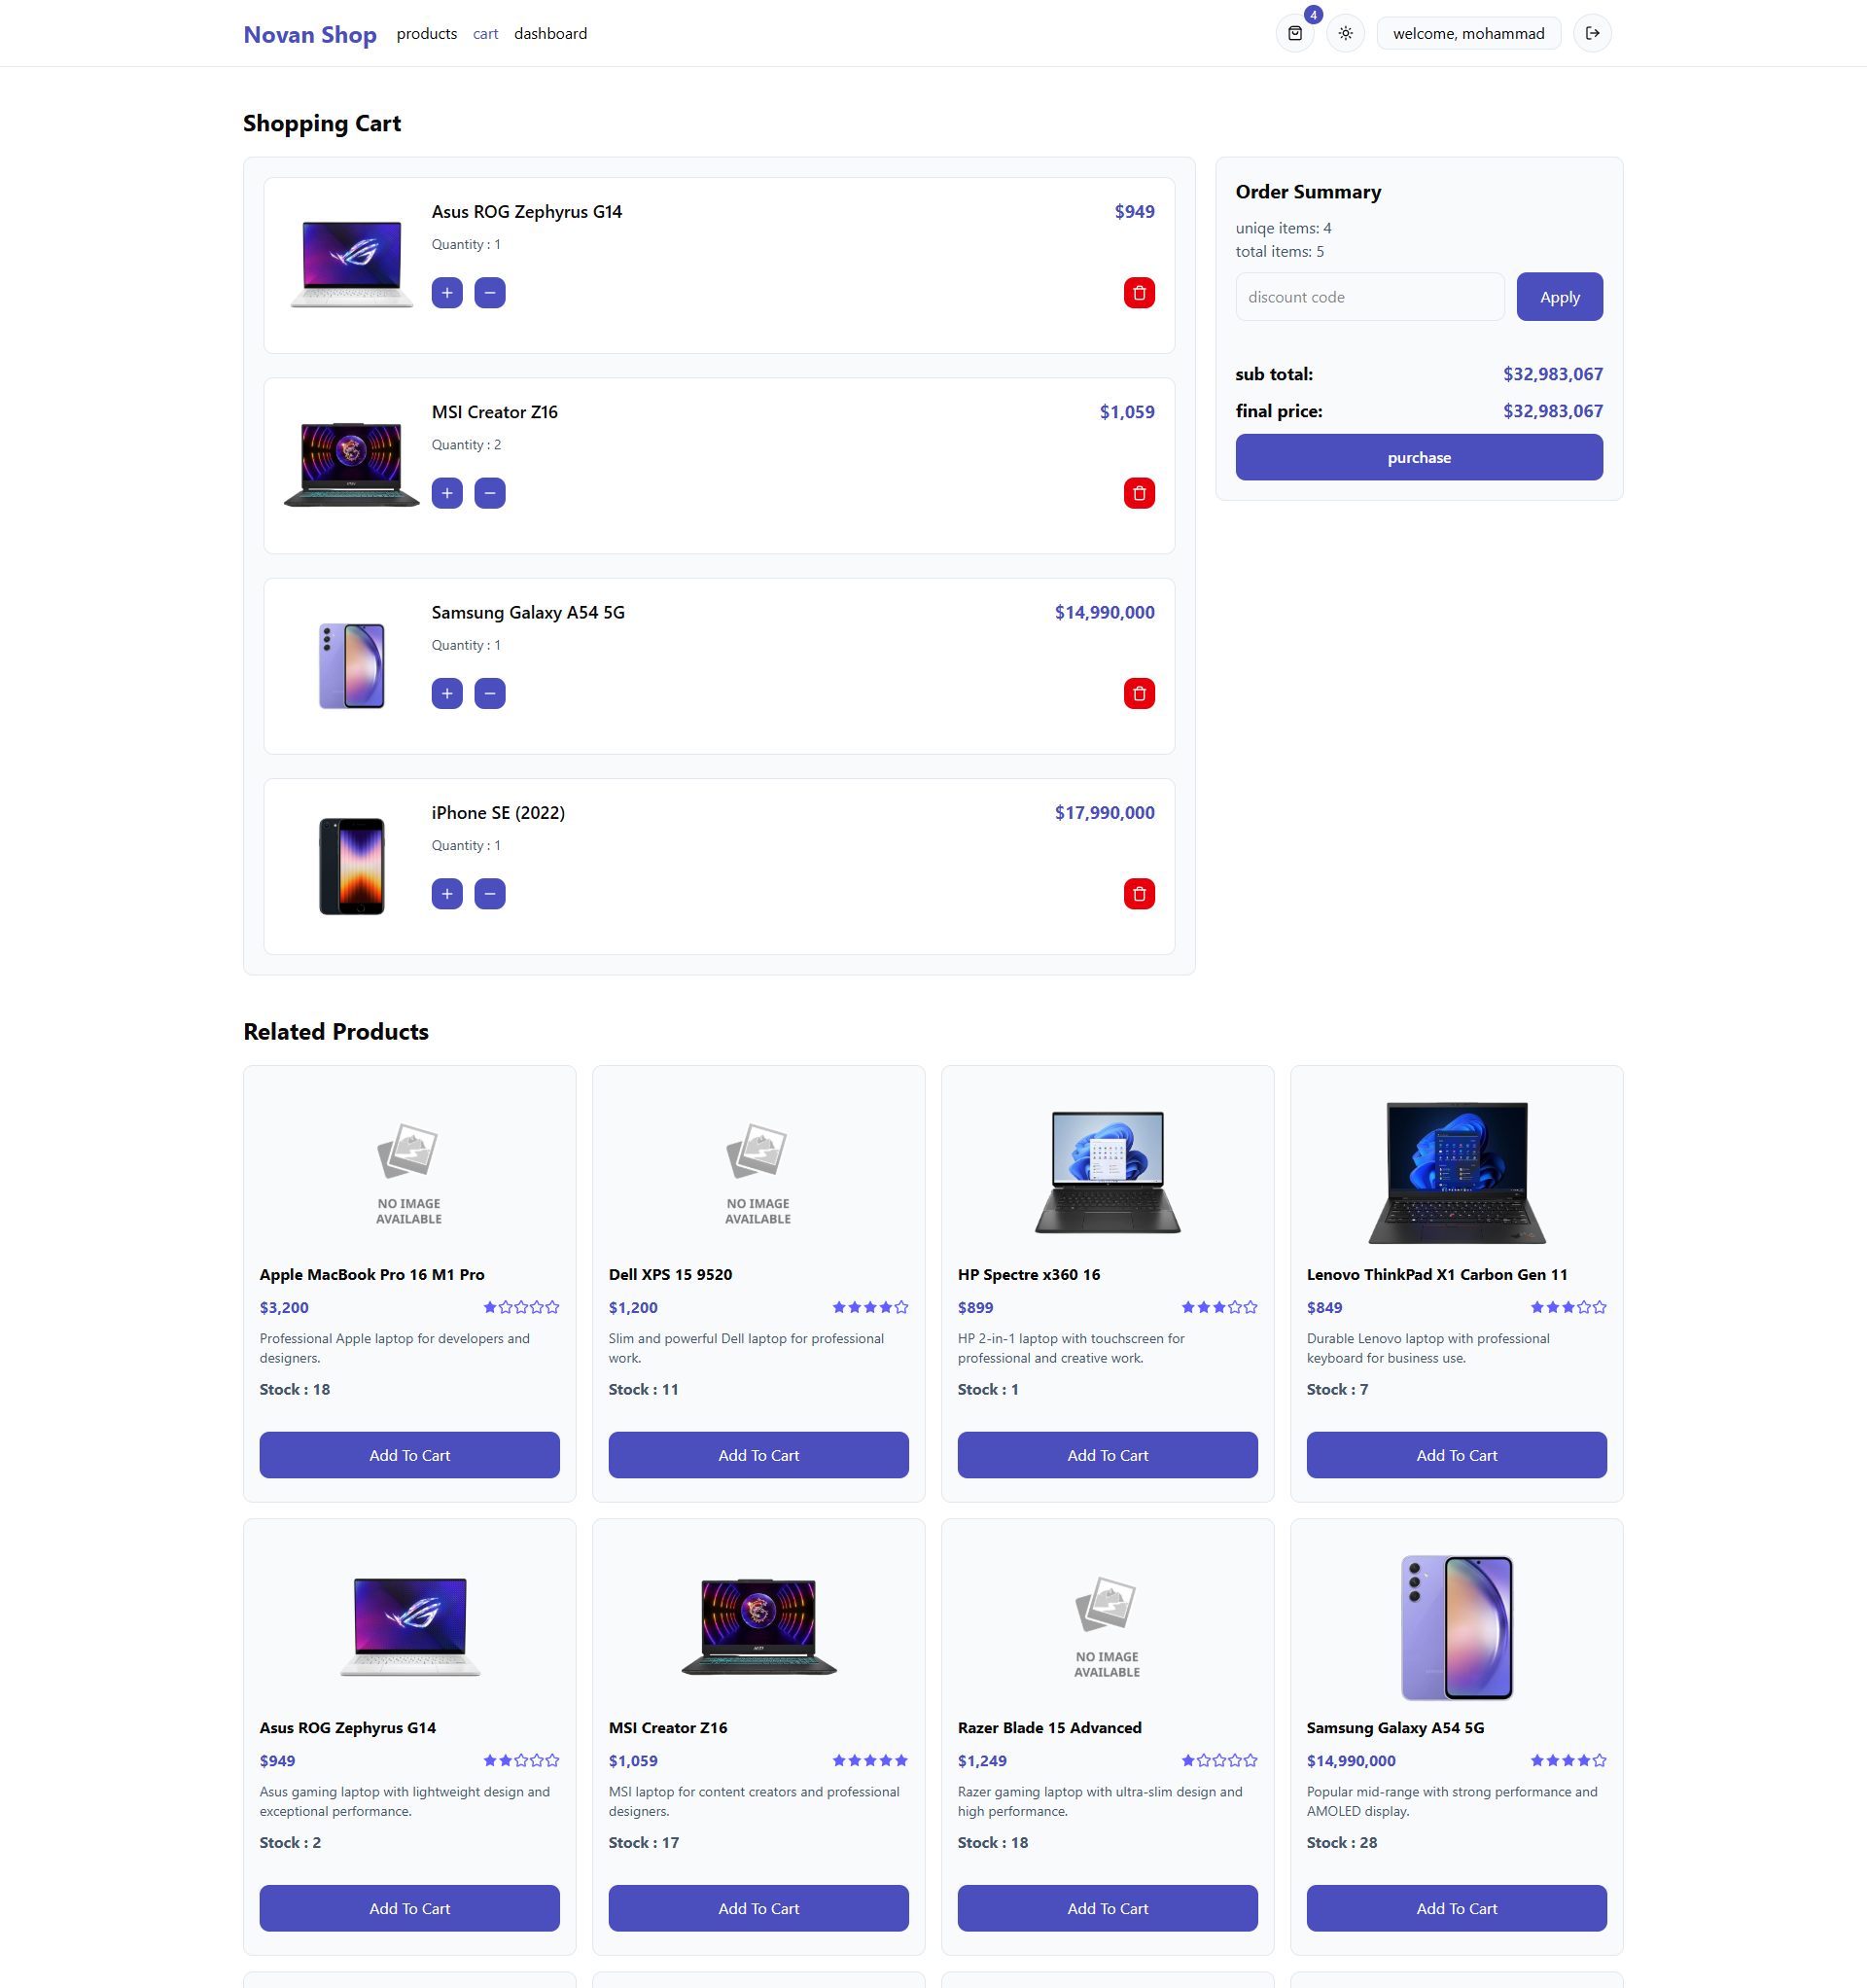 Novan Shop products cart dashboard 4 welcome, mohammad
Shopping Cart
Asus ROG Zephyrus G14 $949
Quantity : 1
MSI Creator Z16 $1,059
Quantity : 2
Samsung Galaxy A54 5G $14,990,000
Quantity : 1
iPhone SE (2022) $17,990,000
Quantity : 1
Order Summary
uniqe items: 4
total items: 5
discount code Apply
sub total: $32,983,067
final price: $32,983,067
purchase
Related Products
NO IMAGE
AVAILABLE
Apple MacBook Pro 16 M1 Pro
$3,200
Professional Apple laptop for developers and
designers.
Stock : 18
Add To Cart
NO IMAGE
AVAILABLE
Dell XPS 15 9520
$1,200
Slim and powerful Dell laptop for professional
work.
Stock : 11
Add To Cart
HP Spectre x360 16
$899
HP 2-in-1 laptop with touchscreen for
professional and creative work.
Stock : 1
Add To Cart
Lenovo ThinkPad X1 Carbon Gen 11
$849
Durable Lenovo laptop with professional
keyboard for business use.
Stock : 7
Add To Cart
Asus ROG Zephyrus G14
$949
Asus gaming laptop with lightweight design and
exceptional performance.
Stock : 2
Add To Cart
MSI Creator Z16
$1,059
MSI laptop for content creators and professional
designers.
Stock : 17
Add To Cart
NO IMAGE
AVAILABLE
Razer Blade 15 Advanced
$1,249
Razer gaming laptop with ultra-slim design and
high performance.
Stock : 18
Add To Cart
Samsung Galaxy A54 5G
$14,990,000
Popular mid-range with strong performance and
AMOLED display.
Stock : 28
Add To Cart